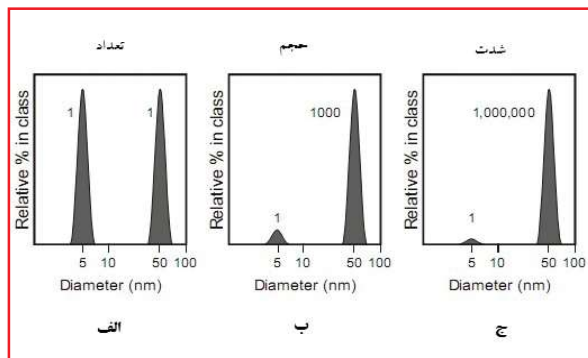 تعداد
حجم
شدت
Relative % in class
1
1
5 10 50 100
Diameter (nm)
الف
Relative % in class
1
1000
5 10 50 100
Diameter (nm)
ب
Relative % in class
1
1,000,000
5 10 50 100
Diameter (nm)
ج